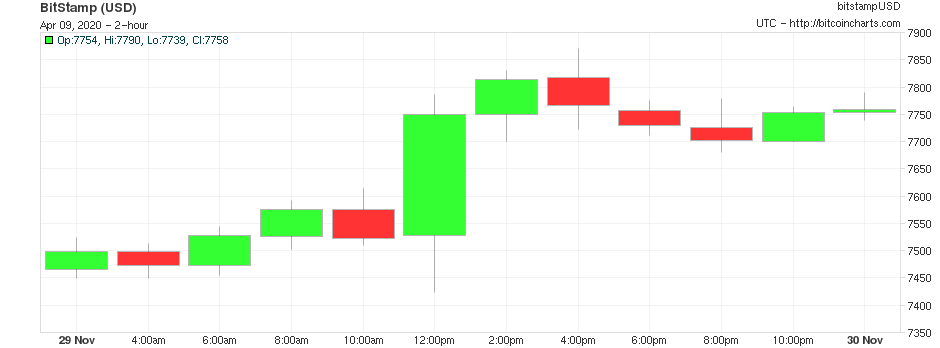 BitStamp (USD)
bitstampUSD
Apr 09, 2020 - 2-hour
UTC - http://bitcoincharts.com
Op:7754, Hi:7790, Lo:7739, Cl:7758
7900
7850
7800
7750
7700
7650
7600
7550
7500
7450
7400
7350
29 Nov 4:00am 6:00am 8:00am 10:00am 12:00pm 2:00pm 4:00pm 6:00pm 8:00pm 10:00pm 30 Nov